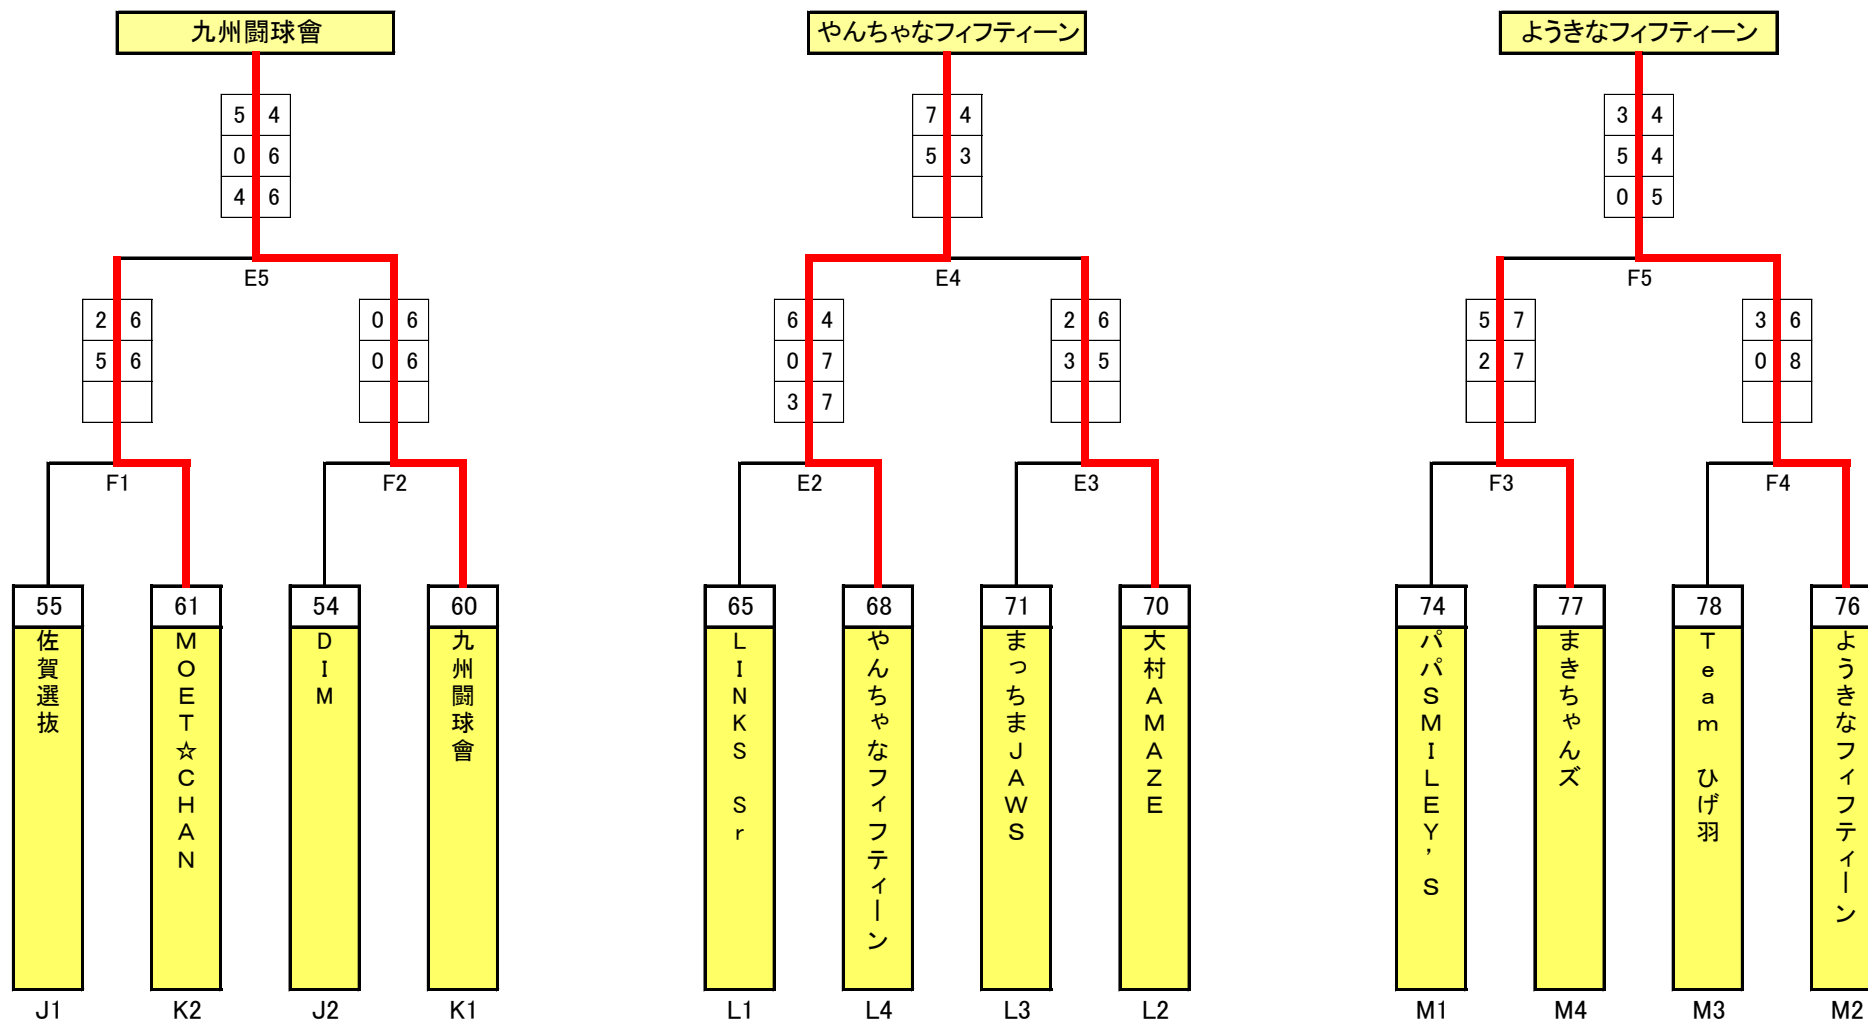 九州闘球會 やんちゃなフィフティーン ようきなフィフティーン
5 4 7 4 3 4
0 6 5 3 5 4
4 6 0 5
E5 E4 F5
2 6 0 6 6 4 2 6 5 7 3 6
5 6 0 6 0 7 3 5 2 7 0 8
3 7
F1 F2 E2 E3 F3 F4
55 61 54 60 65 68 71 70 74 77 78 76
佐賀選抜
MOET☆CHAN
DIM
九州闘球會
LINKS Sr
やんちゃなフィフティーン
まっちまJAWS
大村AMAZE
パパSMILEY’S
まきちゃんズ
Team ひげ羽
ようきなフィフティーン
J1 K2 J2 K1 L1 L4 L3 L2 M1 M4 M3 M2